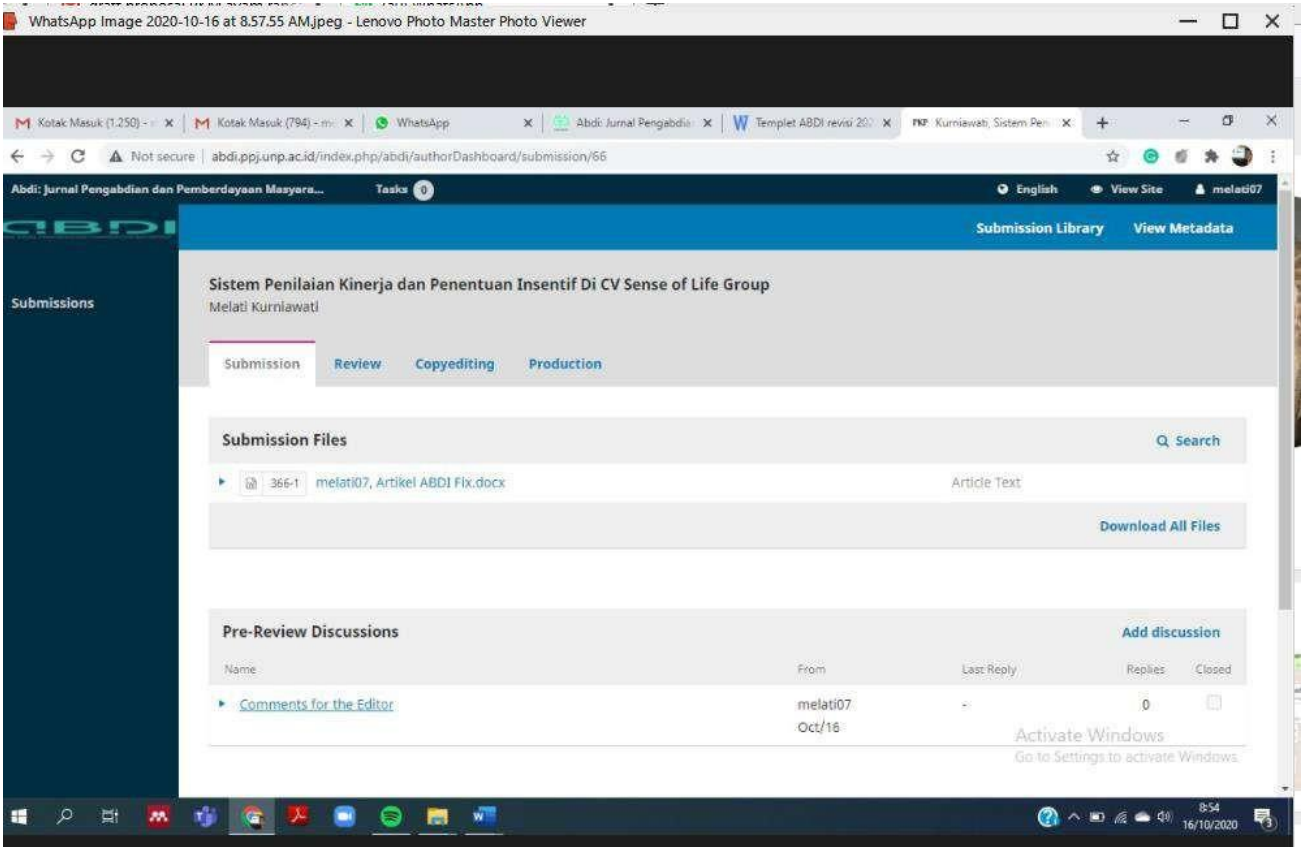 WhatsApp Image 2020-10-16 at 8.57.55 AM.jpeg - Lenovo Photo Master Photo Viewer
Kotak Masuk (1.250) - Kotak Masuk (794) - m WhatsApp Abdi: Jurnal Pengabdia Templet ABDI revisi 202 PKP Kurniawati, Sistem Pen
Not secure abdi.ppj.unp.ac.id/index.php/abdi/authorDashboard/submission/66
Abdi: Jurnal Pengabdian dan Pemberdayaan Masyara... Tasks 0 English View Site melati07
ABDI Submission Library View Metadata
Submissions
Sistem Penilaian Kinerja dan Penentuan Insentif Di CV Sense of Life Group
Melati Kurniawati
Submission Review Copyediting Production
Submission Files Search
366-1 melati07, Artikel ABDI Fix.docx Article Text
Download All Files
Pre-Review Discussions Add discussion
Name From Last Reply Replies Closed
Comments for the Editor melati07 - 0
Oct/16
Activate Windows
Go to Settings to activate Windows.
8:54
16/10/2020
3